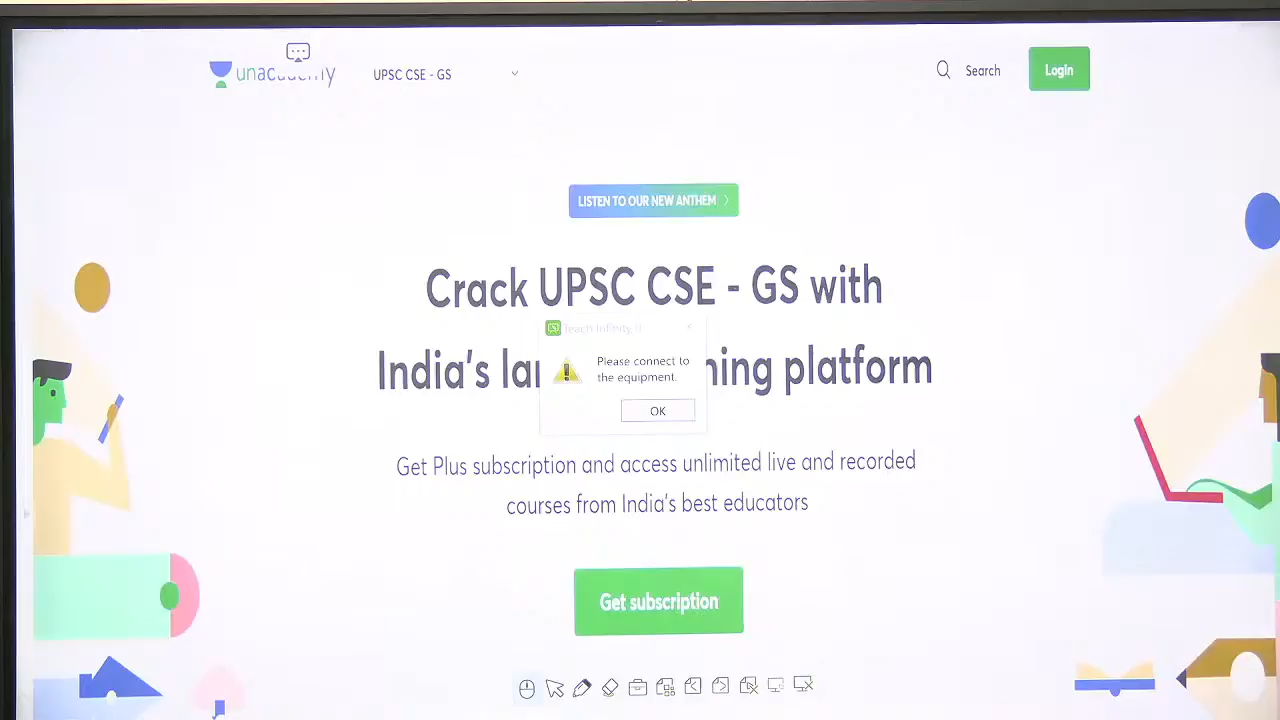 unacademy
UPSC CSE - GS
Search
Login
LISTEN TO OUR NEW ANTHEM
Crack UPSC CSE - GS with
Teach Infinity
India's ning platform
Please connect to
the equipment.
OK
Get Plus subscription and access unlimited live and recorded
courses from India's best educators
Get subscription